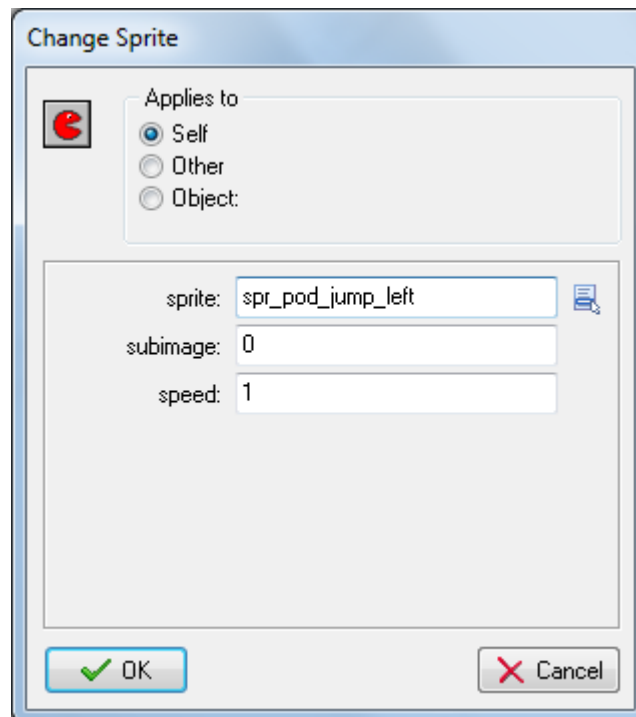 Change Sprite
Applies to
Self
Other
Object:
sprite: spr_pod_jump_left
subimage: 0
speed: 1
OK Cancel